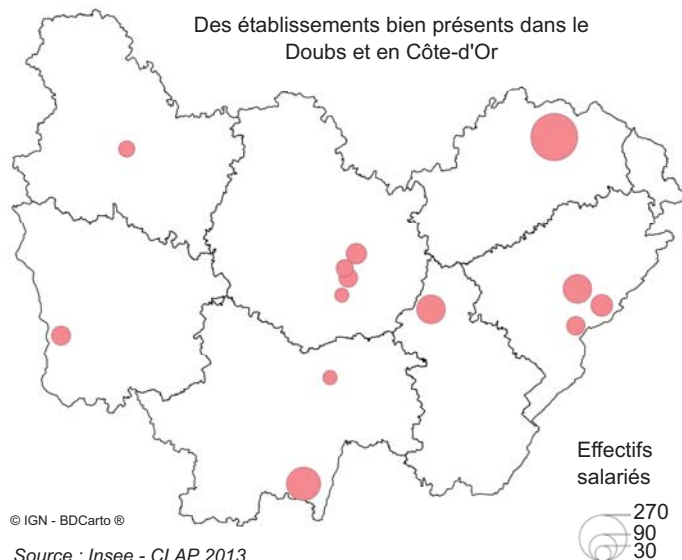 Des établissements bien présents dans le
Doubs et en Côte-d'Or
Effectifs
salariés
270
90
30
© IGN - BDCarto ®
Source : Insee - CLAP 2013